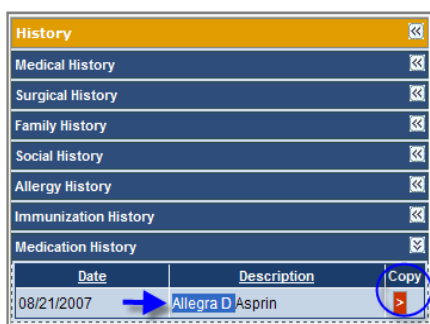 History
Medical History
Surgical History
Family History
Social History
Allergy History
Immunization History
Medication History
Date Description Copy
08/21/2007 Allegra D Asprin >